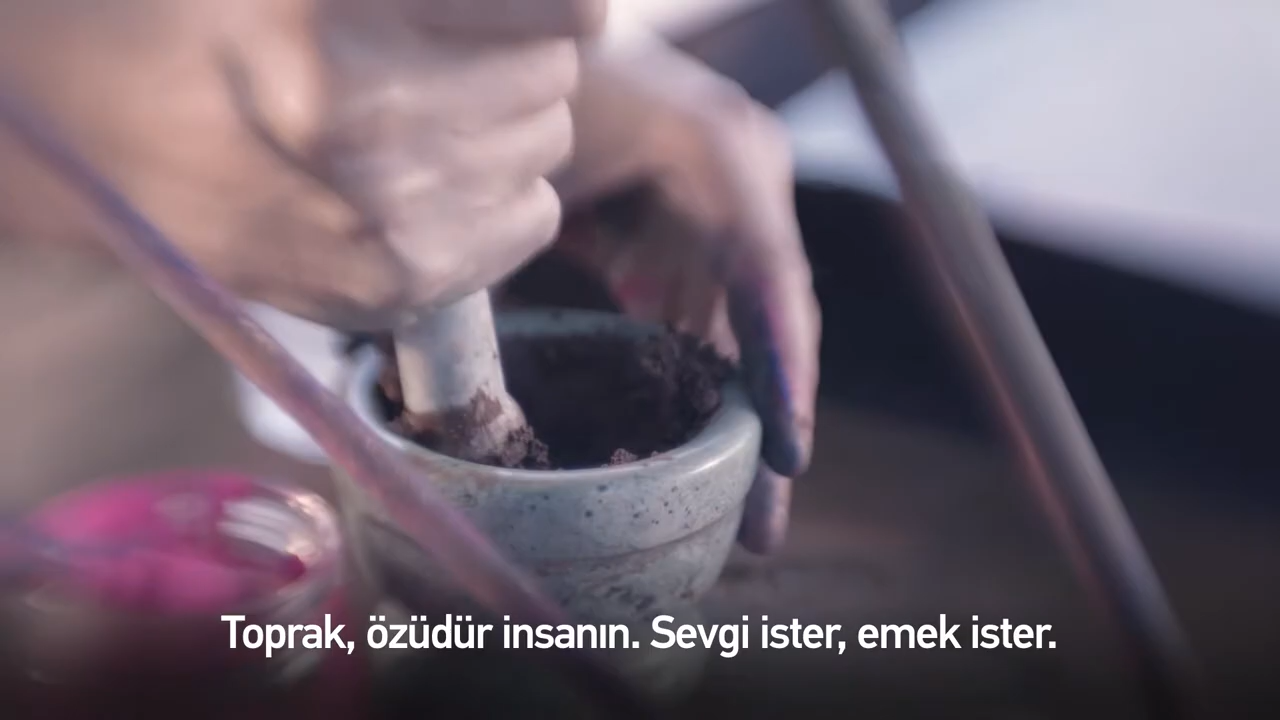 Toprak, özüdür insanın. Sevgi ister, emek ister.